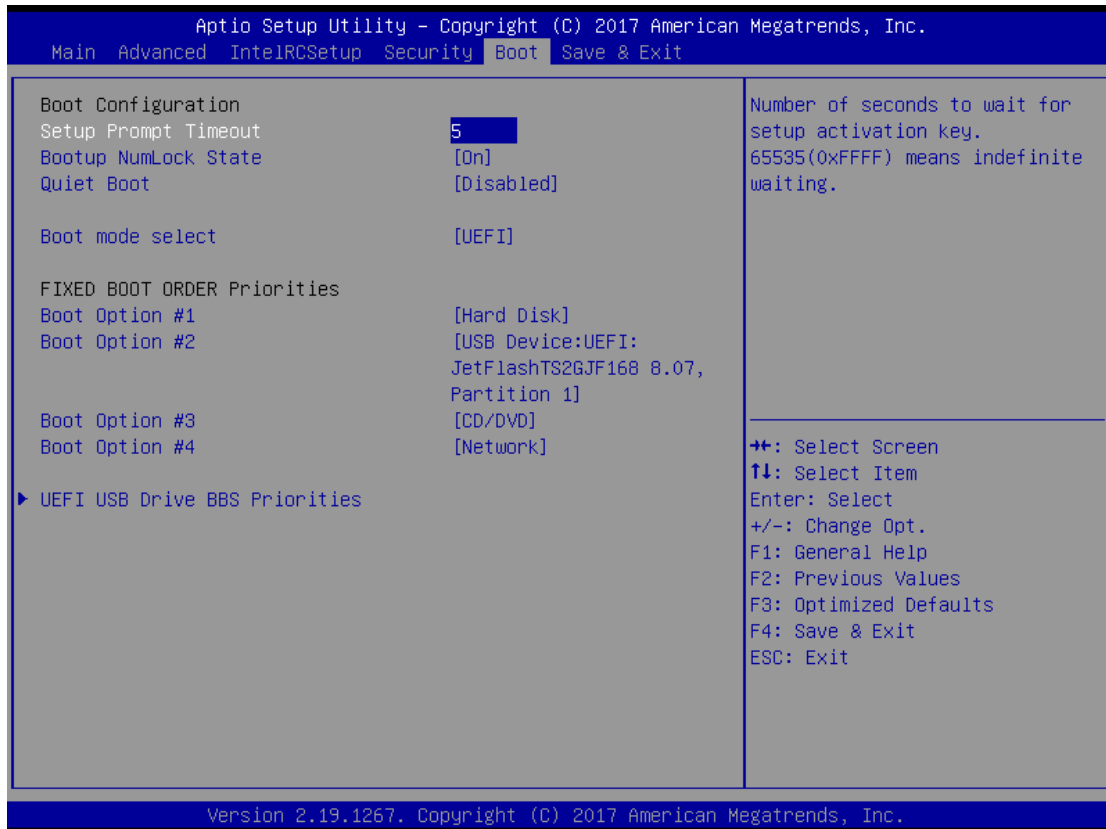 Aptio Setup Utility – Copyright (C) 2017 American Megatrends, Inc.
Main Advanced IntelRCSetup Security Boot Save & Exit
Boot Configuration
Setup Prompt Timeout 5
Bootup NumLock State [On]
Quiet Boot [Disabled]
Boot mode select [UEFI]
FIXED BOOT ORDER Priorities
Boot Option #1 [Hard Disk]
Boot Option #2 [USB Device:UEFI:
JetFlashTS2GJF168 8.07,
Partition 1]
Boot Option #3 [CD/DVD]
Boot Option #4 [Network]
▶ UEFI USB Drive BBS Priorities
Number of seconds to wait for
setup activation key.
65535(0xFFFF) means indefinite
waiting.
→←: Select Screen
↑↓: Select Item
Enter: Select
+/-: Change Opt.
F1: General Help
F2: Previous Values
F3: Optimized Defaults
F4: Save & Exit
ESC: Exit
Version 2.19.1267. Copyright (C) 2017 American Megatrends, Inc.